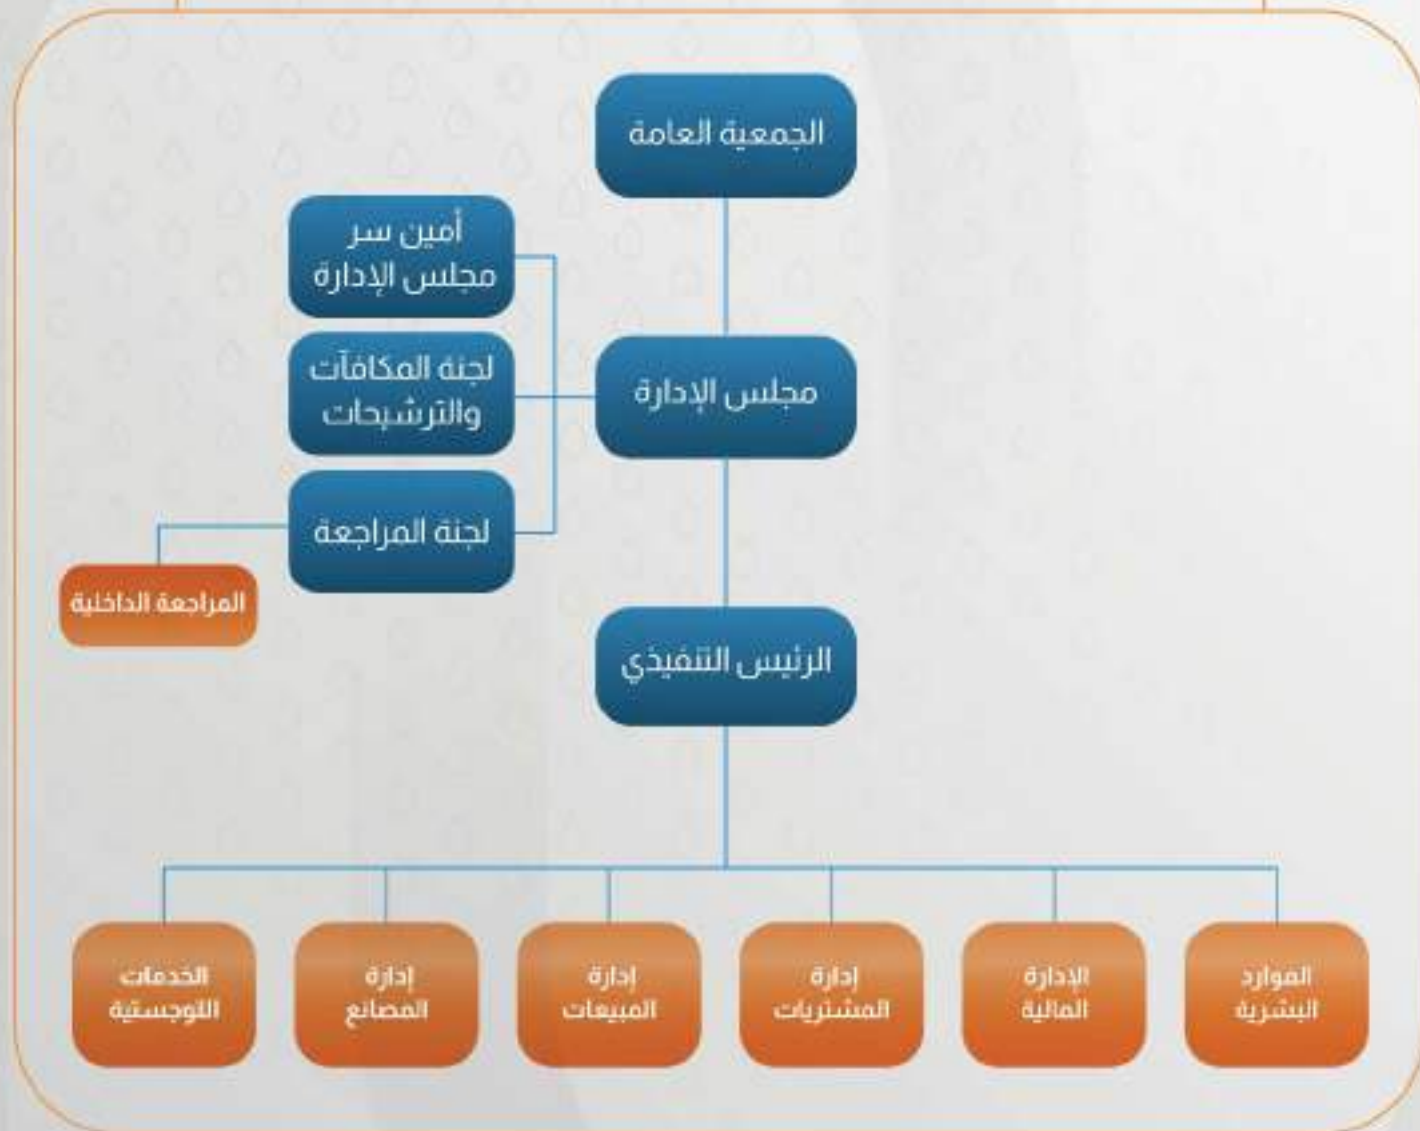 الجمعية العامة
أمين سر
مجلس الإدارة
مجلس الإدارة
لجنة المكافآت
والترشيحات
لجنة المراجعة
المراجعة الداخلية
الرئيس التنفيذي
الموارد
البشرية
الإدارة
المالية
إدارة
المشتريات
إدارة
المبيعات
إدارة
المصانع
الخدمات
اللوجستية